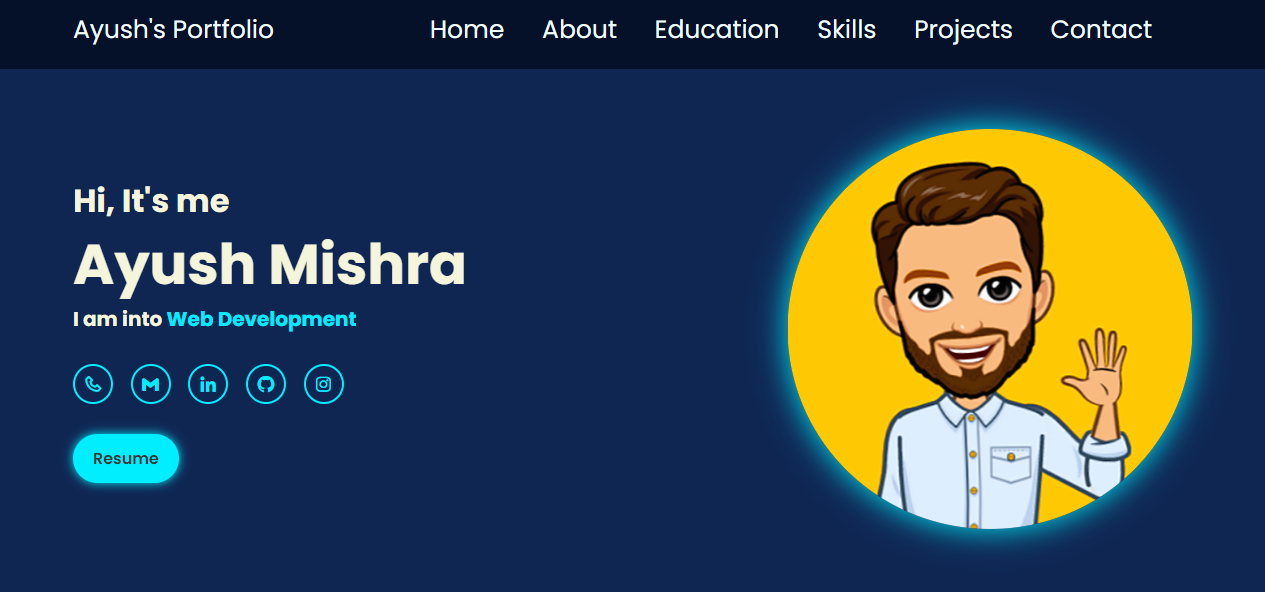 Ayush's Portfolio Home About Education Skills Projects Contact
Hi, It's me
Ayush Mishra
I am into Web Development
Resume